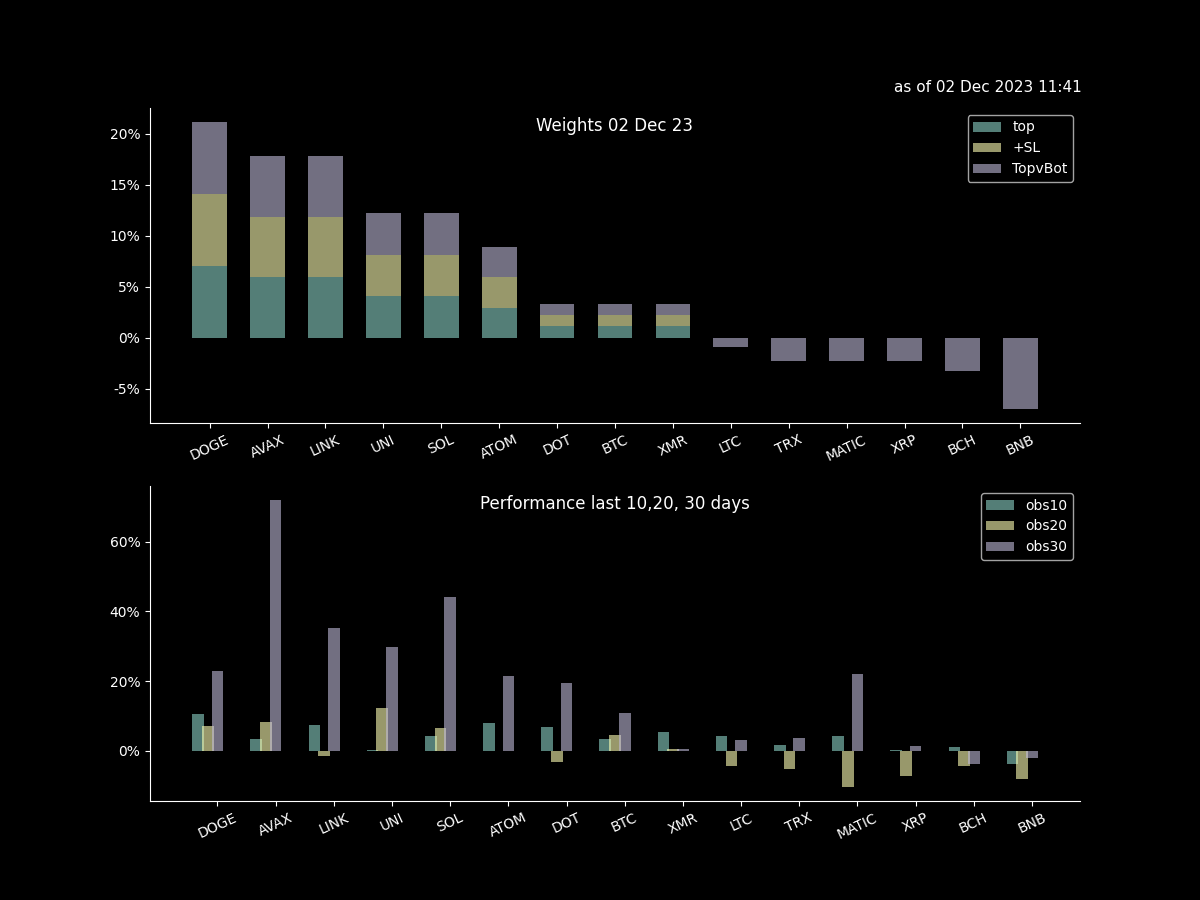 as of 02 Dec 2023 11:41
Weights 02 Dec 23
top
+SL
TopvBot
20%
15%
10%
5%
0%
-5%
DOGE AVAX LINK UNI SOL ATOM DOT BTC XMR LTC TRX MATIC XRP BCH BNB
Performance last 10,20, 30 days
obs10
obs20
obs30
60%
40%
20%
0%
DOGE AVAX LINK UNI SOL ATOM DOT BTC XMR LTC TRX MATIC XRP BCH BNB